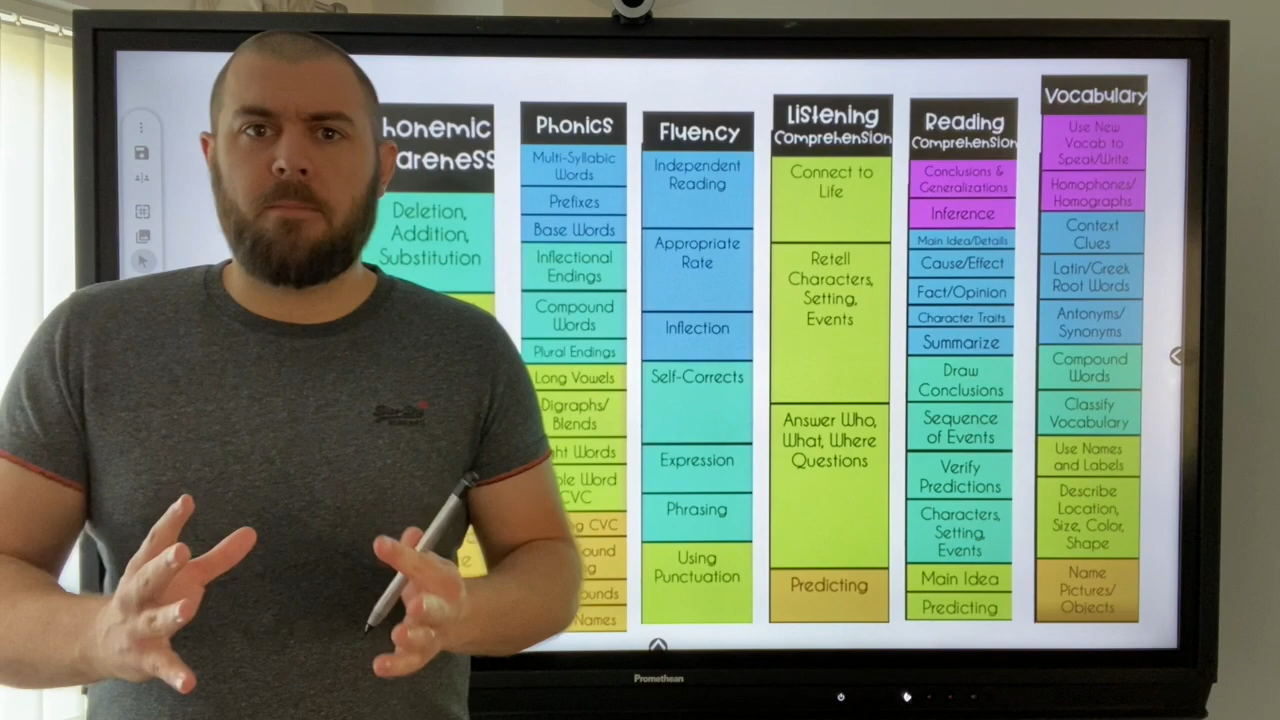 honemic
areness
Deletion,
Addition,
Substitution
Phonics
Multi-Syllabic
Words
Prefixes
Base Words
Inflectional
Endings
Compound
Words
Plural Endings
Long Vowels
Digraphs/
Blends
ht Words
ple Word
CVC
g CVC
ound
g
ounds
Names
Fluency
Independent
Reading
Appropriate
Rate
Inflection
Self-Corrects
Expression
Phrasing
Using
Punctuation
Listening
Comprehension
Connect to
Life
Retell
Characters,
Setting,
Events
Answer Who,
What, Where
Questions
Predicting
Reading
Comprehension
Conclusions &
Generalizations
Inference
Main Idea/Details
Cause/Effect
Fact/Opinion
Character Traits
Summarize
Draw
Conclusions
Sequence
of Events
Verify
Predictions
Characters,
Setting,
Events
Main Idea
Predicting
Vocabulary
Use New
Vocab to
Speak/Write
Homophones/
Homographs
Context
Clues
Latin/Greek
Root Words
Antonyms/
Synonyms
Compound
Words
Classify
Vocabulary
Use Names
and Labels
Describe
Location,
Size, Color,
Shape
Name
Pictures/
Objects
Promethean